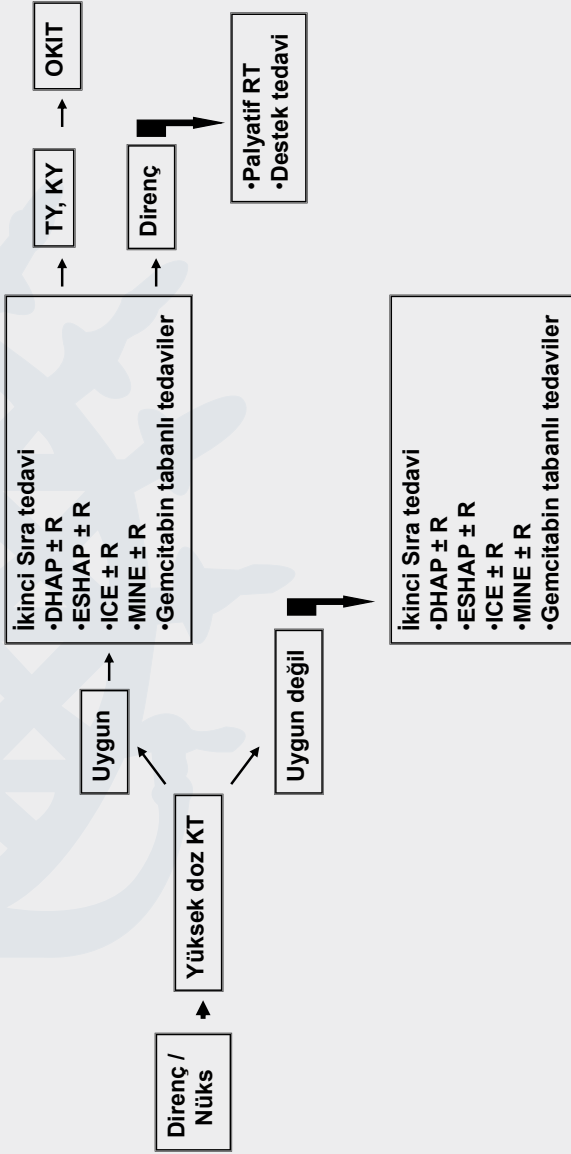 Direnç /
Nüks
Yüksek doz KT
Uygun
Uygun değil
İkinci Sıra tedavi
•DHAP ± R
•ESHAP ± R
•ICE ± R
•MINE ± R
•Gemcitabin tabanlı tedaviler
TY, KY
OKIT
Direnç
•Palyatif RT
•Destek tedavi
İkinci Sıra tedavi
•DHAP ± R
•ESHAP ± R
•ICE ± R
•MINE ± R
•Gemcitabin tabanlı tedaviler